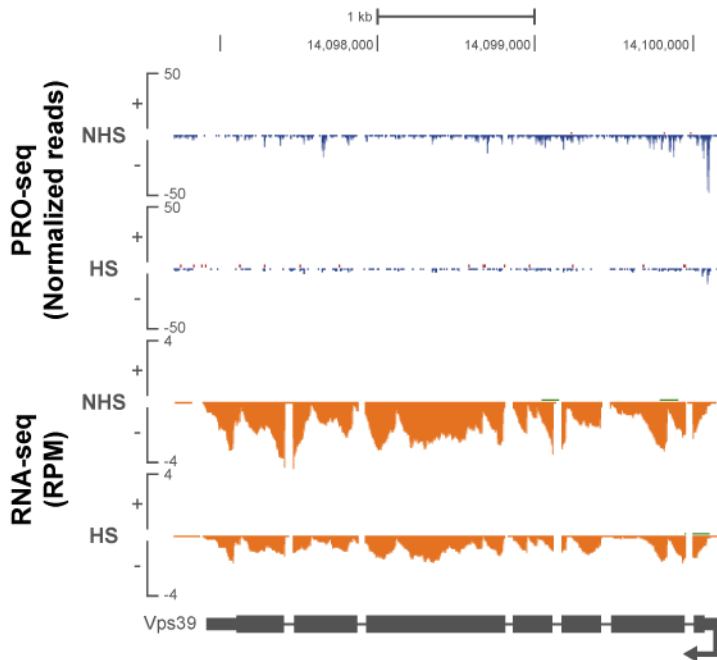 1 kb
14,098,000
14,099,000
14,100,000
PRO-seq
(Normalized reads)
50
+
NHS
-
-50
50
+
HS
-
-50
RNA-seq
(RPM)
4
+
NHS
-
-4
4
+
HS
-
-4
Vps39